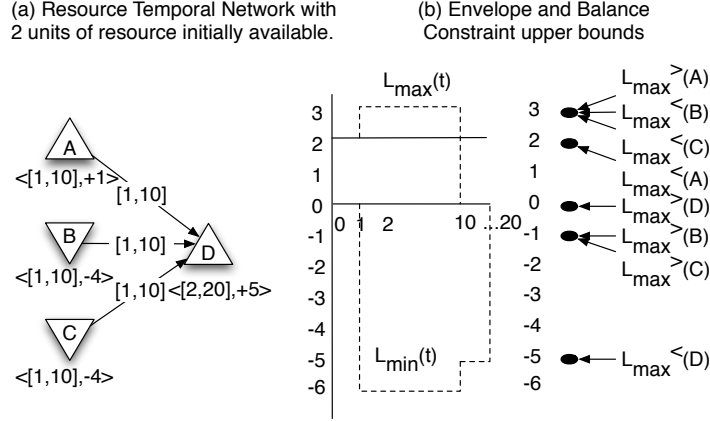 (a) Resource Temporal Network with
2 units of resource initially available.
A
<[1,10],+1>
[1,10]
B
[1,10]
D
<[1,10],-4>
[1,10]
<[2,20],+5>
C
<[1,10],-4>
(b) Envelope and Balance
Constraint upper bounds
Lmax(t)
3
2
1
0
0 1 2 10 ...20
-1
-2
-3
-4
-5
-6
Lmin(t)
3
2
1
0
-1
-2
-3
-4
-5
-6
Lmax>(A)
Lmax<(B)
Lmax<(C)
Lmax<(A)
Lmax>(D)
Lmax>(B)
Lmax>(C)
Lmax<(D)